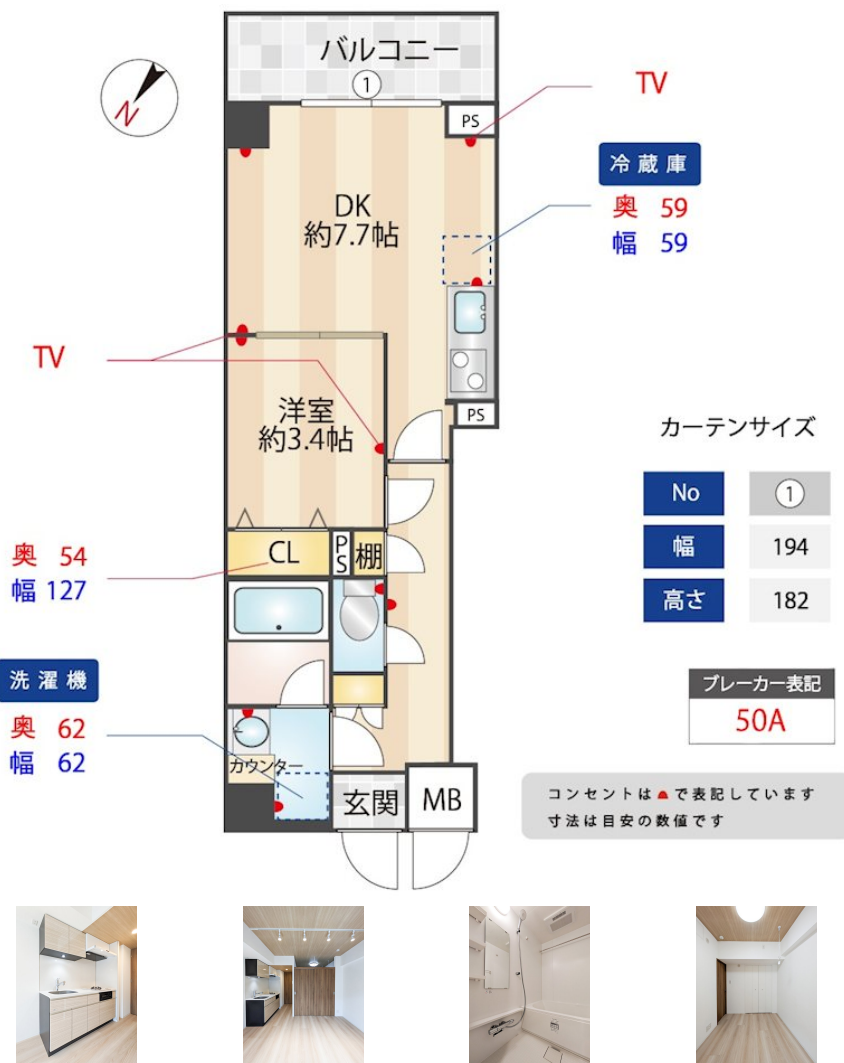 バルコニー
①
N
TV
PS
冷蔵庫
奥 59
幅 59
DK
約7.7帖
TV
洋室
約3.4帖
PS
カーテンサイズ
No ①
幅 194
高さ 182
奥 54
幅 127
CL
PS
棚
洗濯機
奥 62
幅 62
カウンター
玄関
MB
ブレーカー表記
50A
コンセントは で表記しています
寸法は目安の数値です